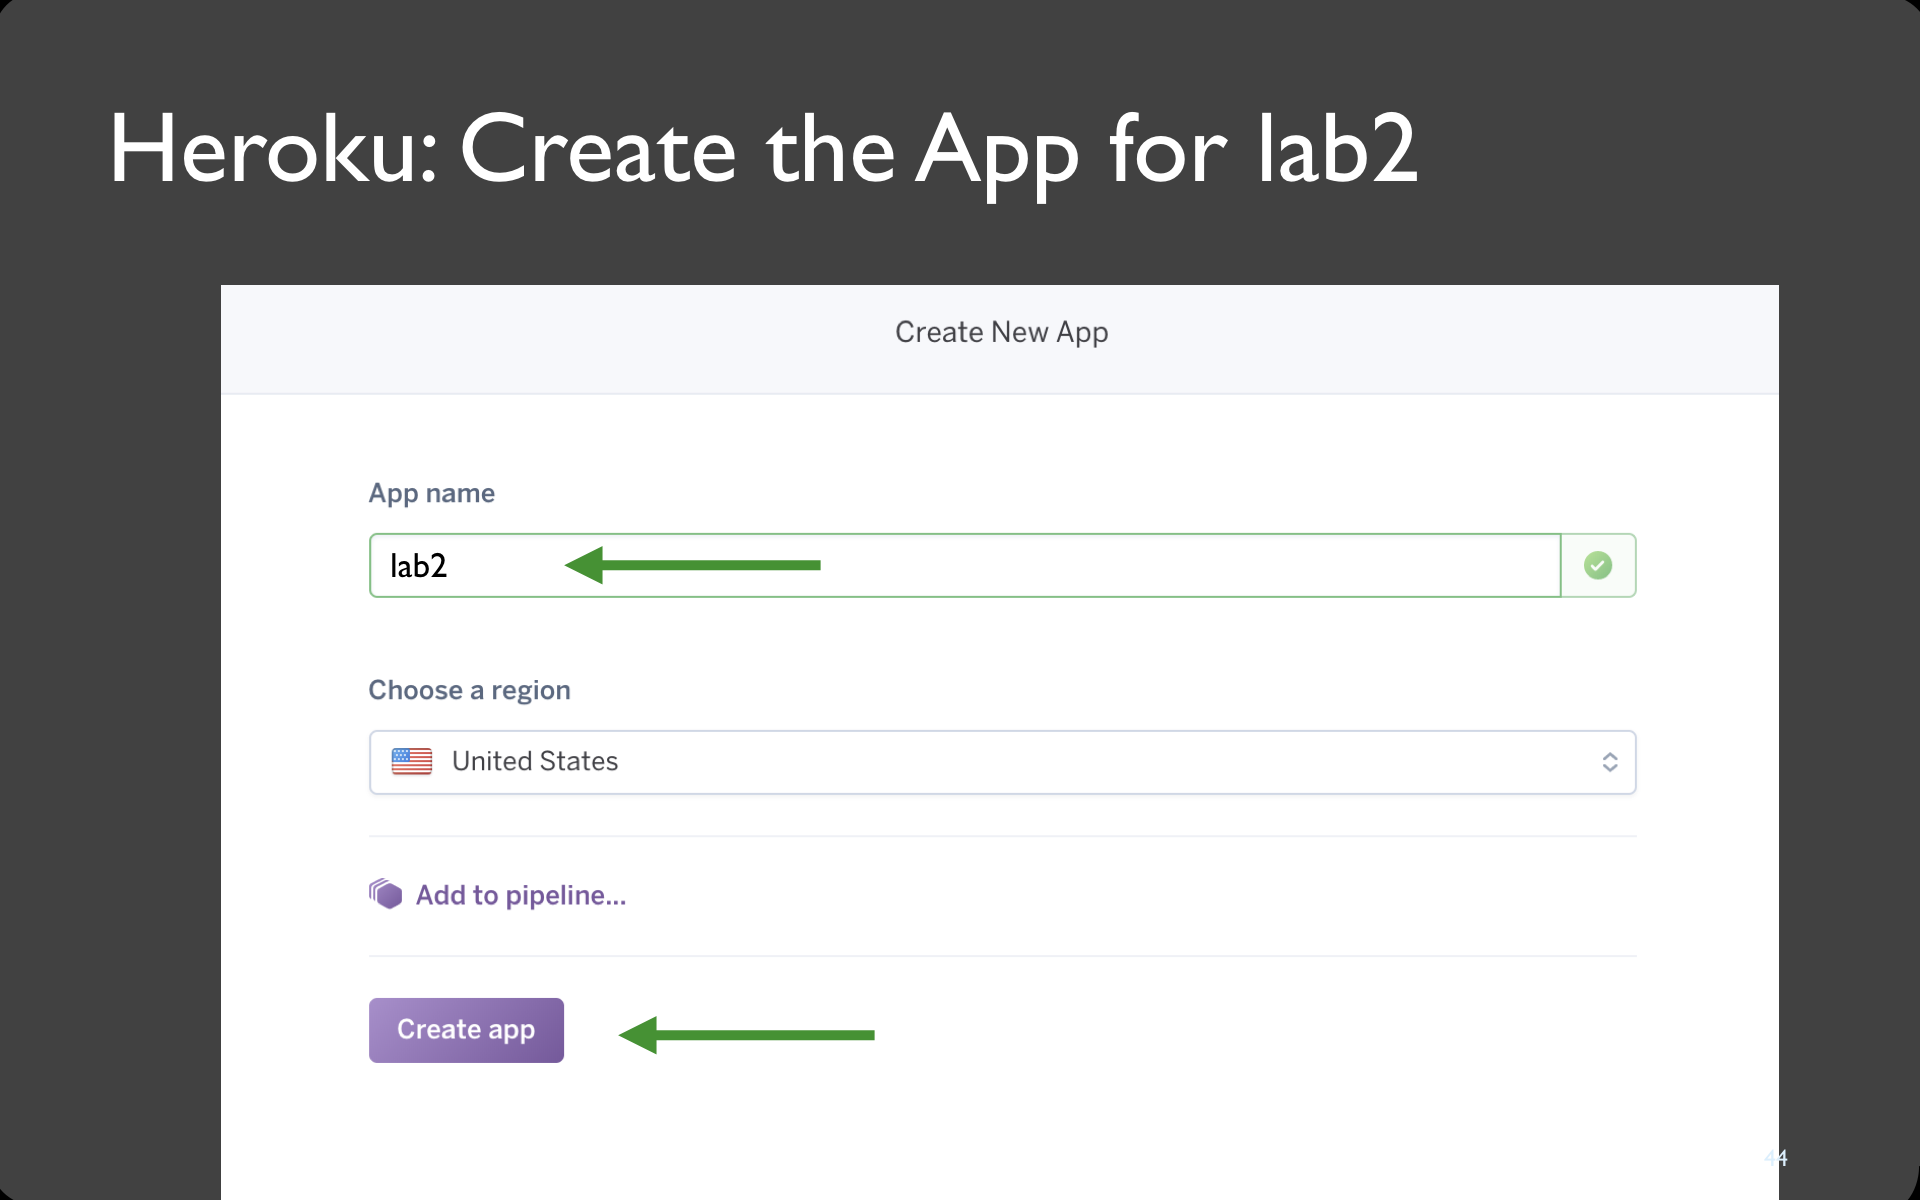 Heroku: Create the App for lab2
Create New App
App name
lab2
Choose a region
United States
Add to pipeline...
Create app
44